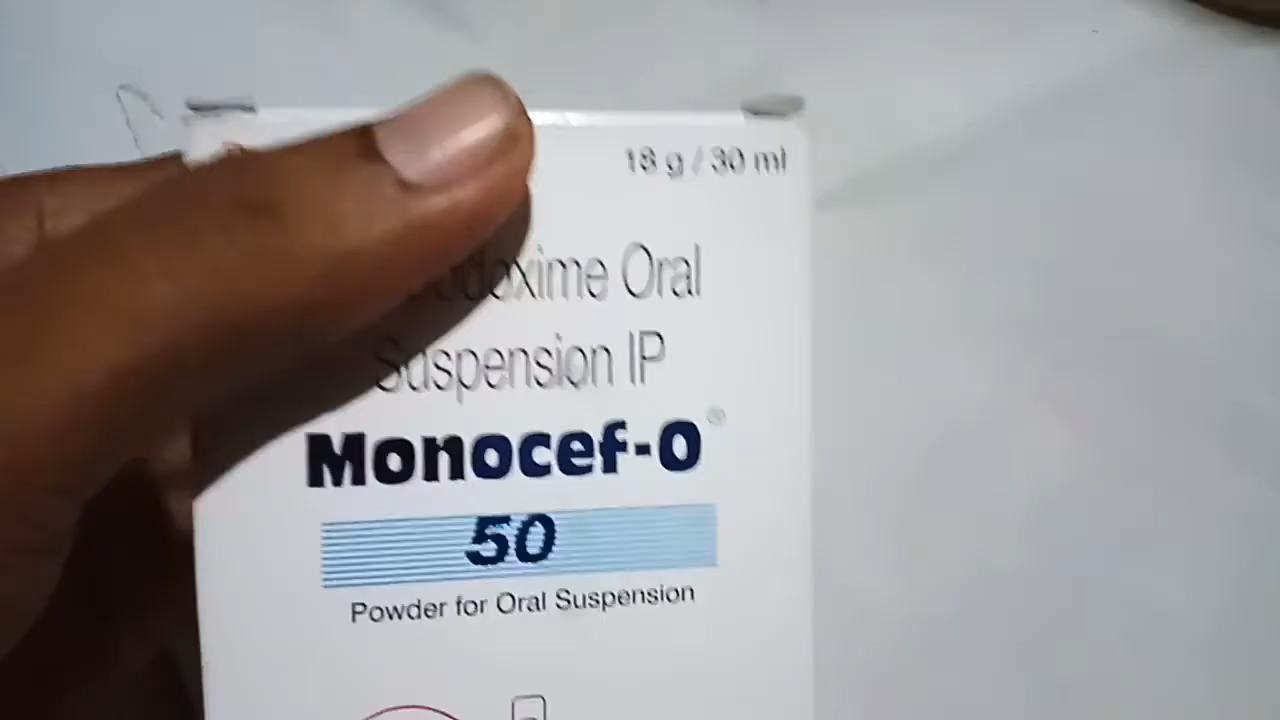 18 g / 30 ml
Oral
Suspension IP
Monocef-O®
50
Powder for Oral Suspension